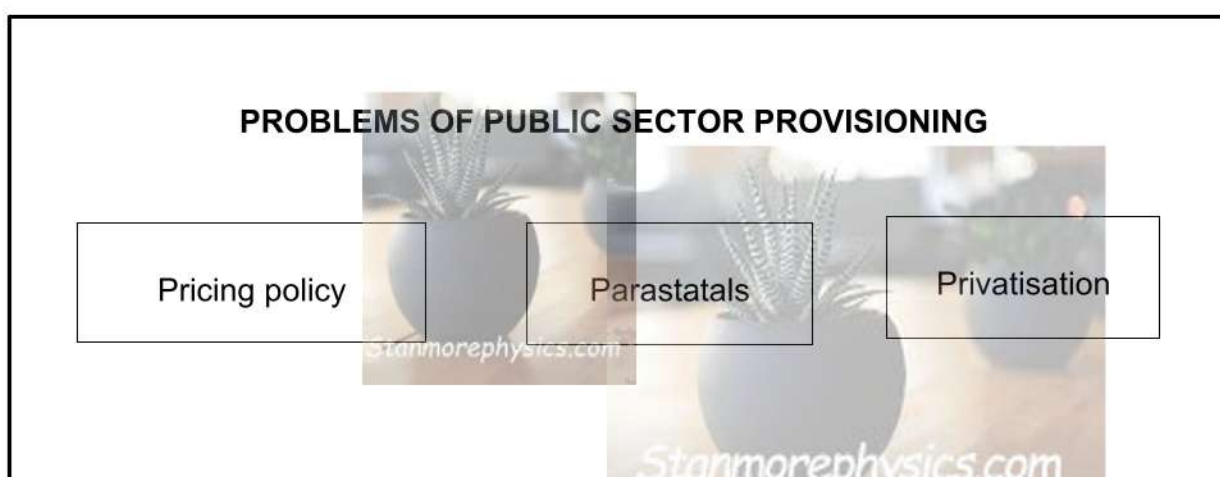 PROBLEMS OF PUBLIC SECTOR PROVISIONING
Pricing policy
Parastatals
Privatisation
Stanmorephysics.com
Stanmorephysics.com